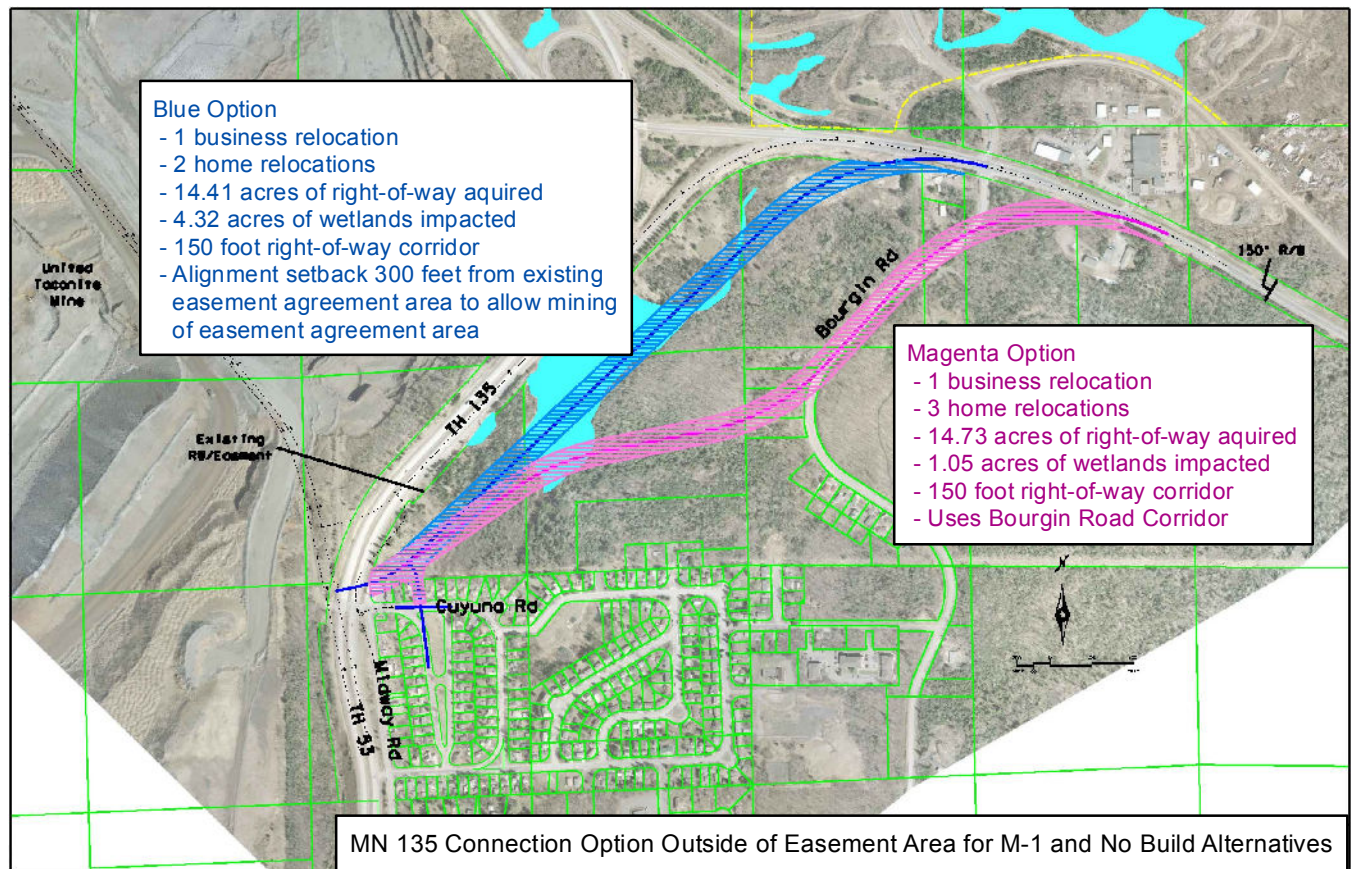 Blue Option
- 1 business relocation
- 2 home relocations
- 14.41 acres of right-of-way aquired
- 4.32 acres of wetlands impacted
- 150 foot right-of-way corridor
- Alignment setback 300 feet from existing
easement agreement area to allow mining
of easement agreement area
United
Taconite
Mine
150' R/W
Bourgin Rd
Magenta Option
- 1 business relocation
- 3 home relocations
- 14.73 acres of right-of-way aquired
- 1.05 acres of wetlands impacted
- 150 foot right-of-way corridor
- Uses Bourgin Road Corridor
TH 135
Existing
RW/Easment
Cuyuna Rd
Midway Rd
TH 53
N
MN 135 Connection Option Outside of Easement Area for M-1 and No Build Alternatives